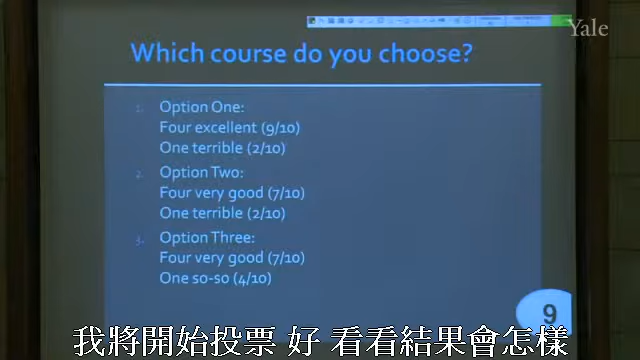 Yale
Which course do you choose?
1. Option One:
Four excellent (9/10)
One terrible (2/10)
2. Option Two:
Four very good (7/10)
One terrible (2/10)
3. Option Three:
Four very good (7/10)
One so-so (4/10)
9
我將開始投票 好 看看結果會怎樣